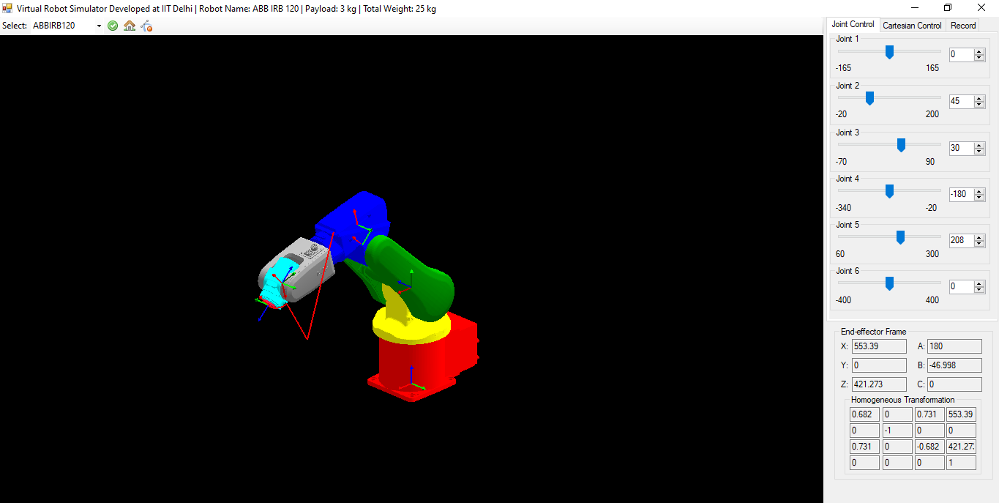 Virtual Robot Simulator Developed at IIT Delhi | Robot Name: ABB IRB 120 | Payload: 3 kg | Total Weight: 25 kg
Select: ABBIRB120
Joint Control Cartesian Control Record
Joint 1
0
-165 165
Joint 2
45
-20 200
Joint 3
30
-70 90
Joint 4
-180
-340 -20
Joint 5
208
60 300
Joint 6
0
-400 400
End-effector Frame
X: 553.39 A: 180
Y: 0 B: -46.998
Z: 421.273 C: 0
Homogeneous Transformation
0.682 0 0.731 553.39
0 -1 0 0
0.731 0 -0.682 421.27
0 0 0 1